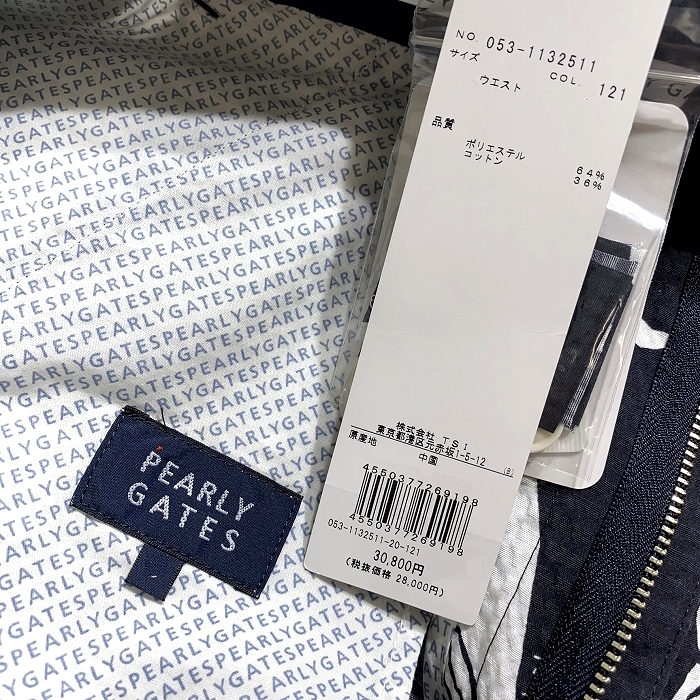 NO. 053-1132511
サイズ COL. 121
ウエスト
品質
ポリエステル 64%
コットン 36%
株式会社 TSI
東京都港区元赤坂1-5-12
原産地 中国 (B)
4550377269198
4550377269198
053-1132511-20-121
30,800円
(税抜価格 28,000円)
PEARLY
GATES
PEARLYGATESPEARLYGATESPEARLYGATES